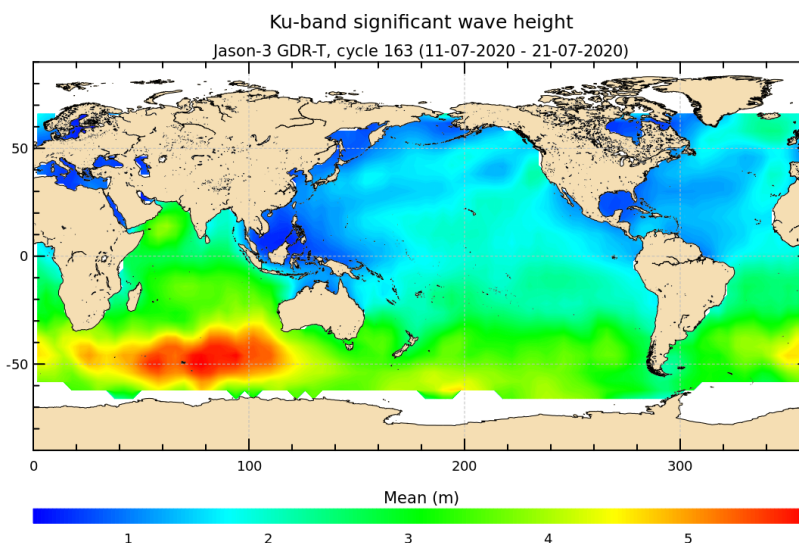 Ku-band significant wave height
Jason-3 GDR-T, cycle 163 (11-07-2020 - 21-07-2020)
50
0
-50
0 100 200 300
Mean (m)
1 2 3 4 5